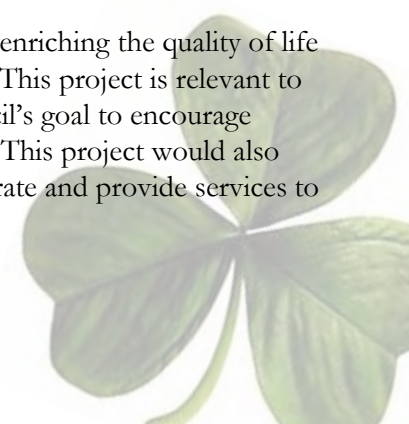 enriching the quality of life
This project is relevant to
cil’s goal to encourage
This project would also
rate and provide services to